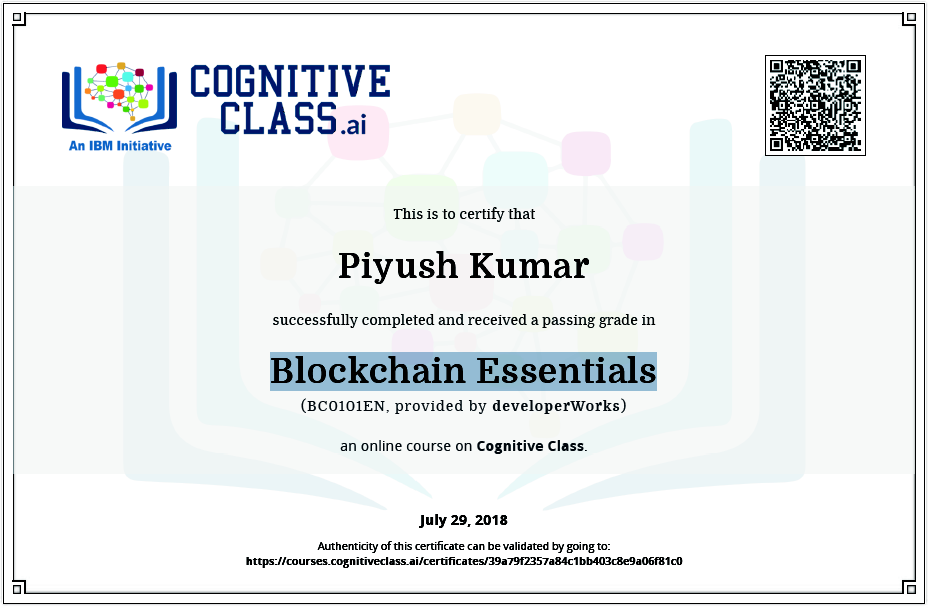 COGNITIVE
CLASS.ai
An IBM Initiative
This is to certify that
Piyush Kumar
successfully completed and received a passing grade in
Blockchain Essentials
(BC0101EN, provided by developerWorks)
an online course on Cognitive Class.
July 29, 2018
Authenticity of this certificate can be validated by going to:
https://courses.cognitiveclass.ai/certificates/39a79f2357a84c1bb403c8e9a06f81c0